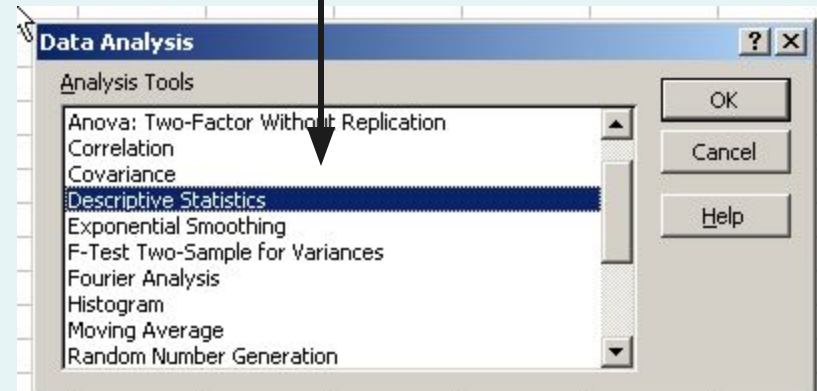 Data Analysis
? X
Analysis Tools
OK
Cancel
Help
Anova: Two-Factor Without Replication
Correlation
Covariance
Descriptive Statistics
Exponential Smoothing
F-Test Two-Sample for Variances
Fourier Analysis
Histogram
Moving Average
Random Number Generation